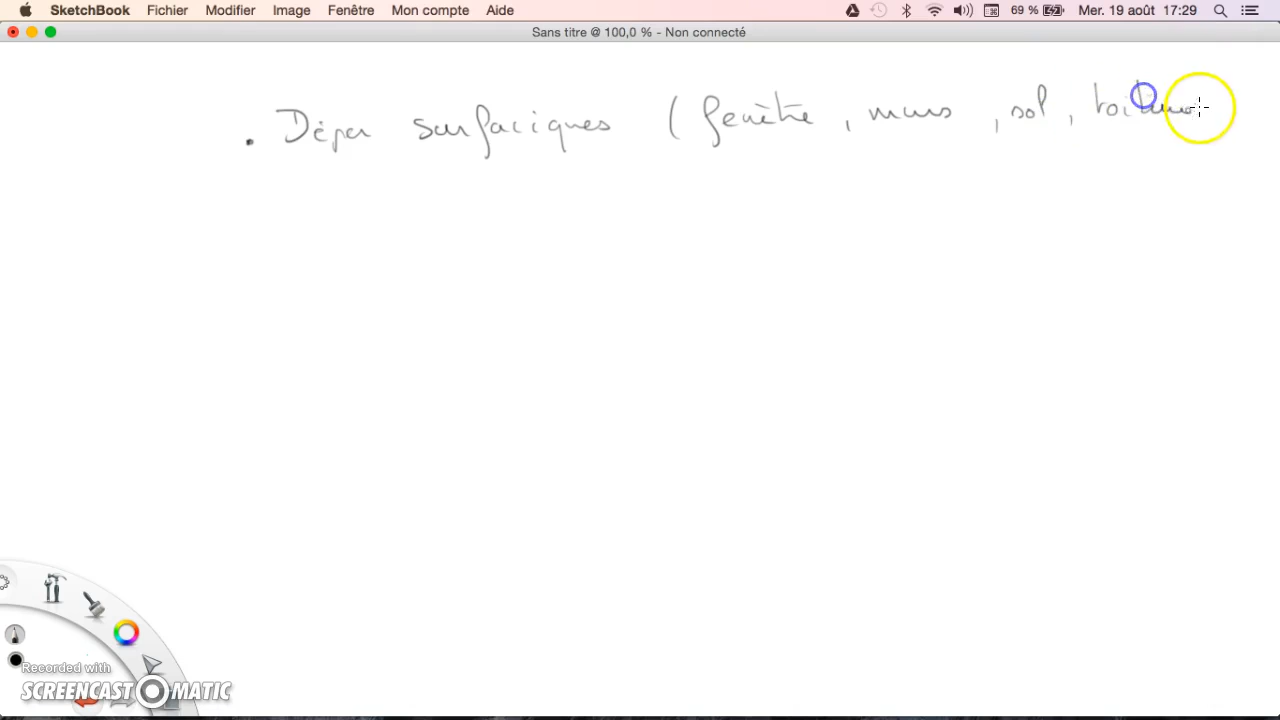 SketchBook Fichier Modifier Image Fenêtre Mon compte Aide 69 % Mer. 19 août 17:29
Sans titre @ 100,0 % - Non connecté
. Déper surfaciques ( fenêtre , murs , sol , toiture
Recorded with
SCREENCAST MATIC